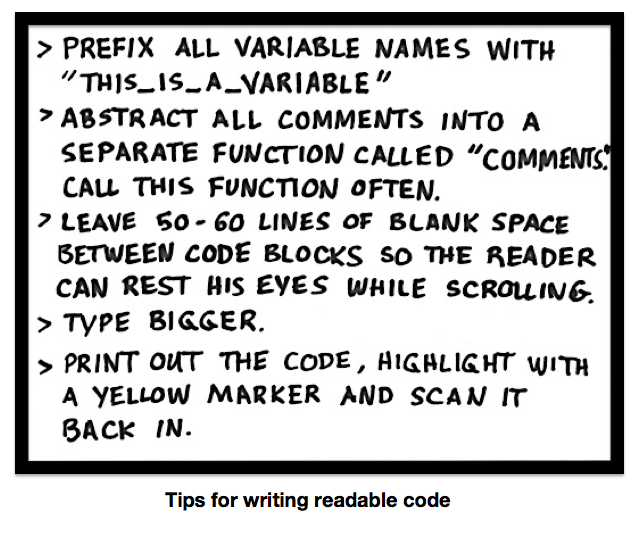 > PREFIX ALL VARIABLE NAMES WITH
"THIS_IS_A_VARIABLE"
> ABSTRACT ALL COMMENTS INTO A
SEPARATE FUNCTION CALLED "COMMENTS."
CALL THIS FUNCTION OFTEN.
> LEAVE 50-60 LINES OF BLANK SPACE
BETWEEN CODE BLOCKS SO THE READER
CAN REST HIS EYES WHILE SCROLLING.
> TYPE BIGGER.
> PRINT OUT THE CODE, HIGHLIGHT WITH
A YELLOW MARKER AND SCAN IT
BACK IN.
Tips for writing readable code